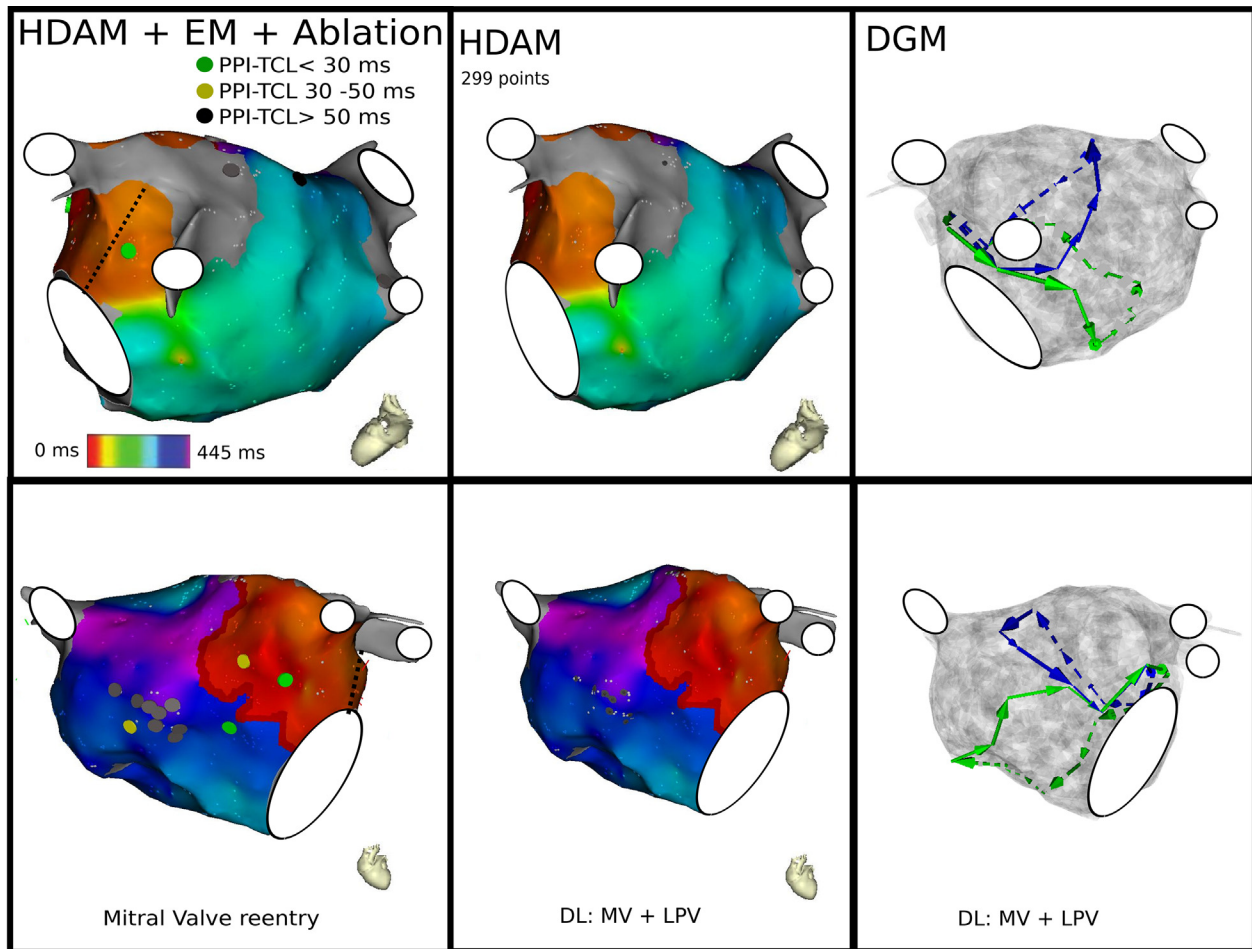 HDAM + EM + Ablation
PPI-TCL< 30 ms
PPI-TCL 30 -50 ms
PPI-TCL> 50 ms
0 ms
445 ms
HDAM
299 points
DGM
Mitral Valve reentry
DL: MV + LPV
DL: MV + LPV